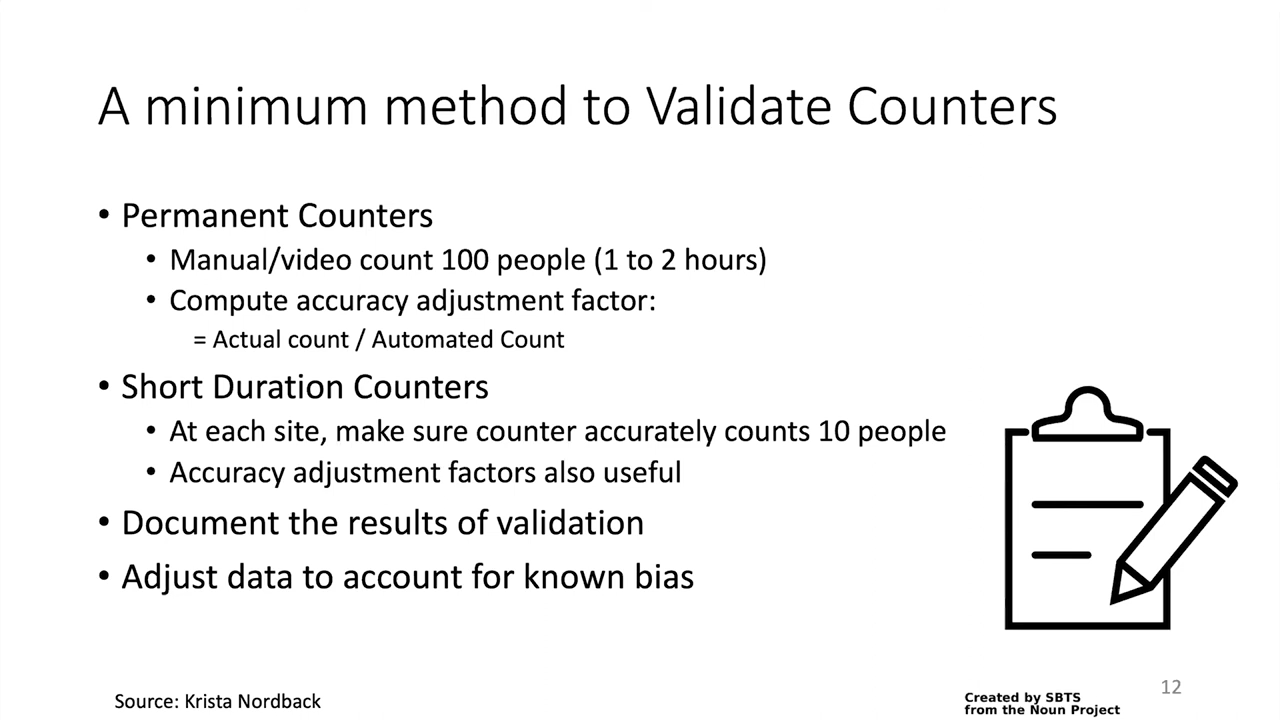 A minimum method to Validate Counters
• Permanent Counters
• Manual/video count 100 people (1 to 2 hours)
• Compute accuracy adjustment factor:
= Actual count / Automated Count
• Short Duration Counters
• At each site, make sure counter accurately counts 10 people
• Accuracy adjustment factors also useful
• Document the results of validation
• Adjust data to account for known bias
Source: Krista Nordback
Created by SBTS
from the Noun Project
12